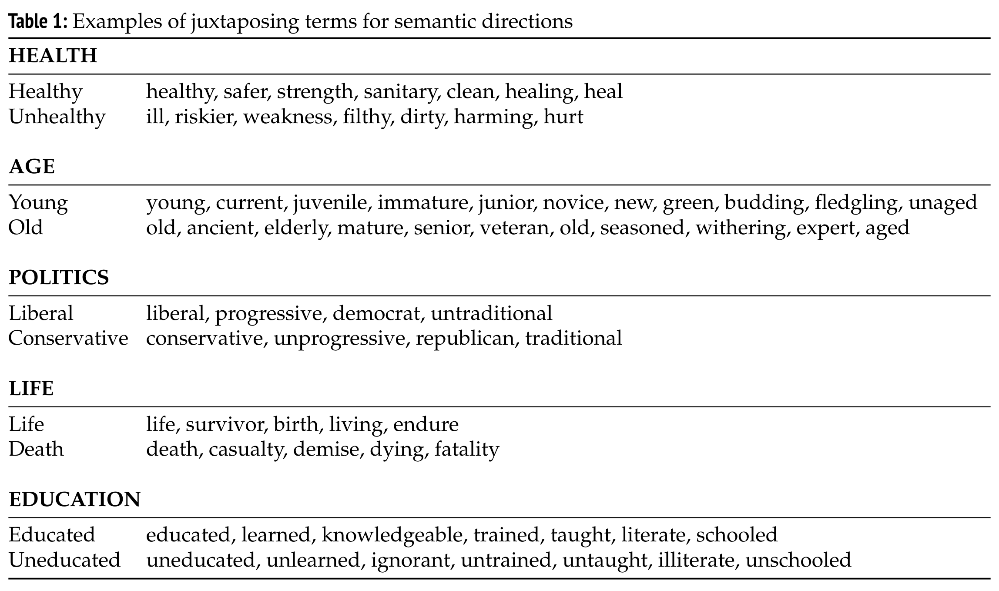 Table 1: Examples of juxtaposing terms for semantic directions
HEALTH
Healthy healthy, safer, strength, sanitary, clean, healing, heal
Unhealthy ill, riskier, weakness, filthy, dirty, harming, hurt
AGE
Young young, current, juvenile, immature, junior, novice, new, green, budding, fledgling, unaged
Old old, ancient, elderly, mature, senior, veteran, old, seasoned, withering, expert, aged
POLITICS
Liberal liberal, progressive, democrat, untraditional
Conservative conservative, unprogressive, republican, traditional
LIFE
Life life, survivor, birth, living, endure
Death death, casualty, demise, dying, fatality
EDUCATION
Educated educated, learned, knowledgeable, trained, taught, literate, schooled
Uneducated uneducated, unlearned, ignorant, untrained, untaught, illiterate, unschooled